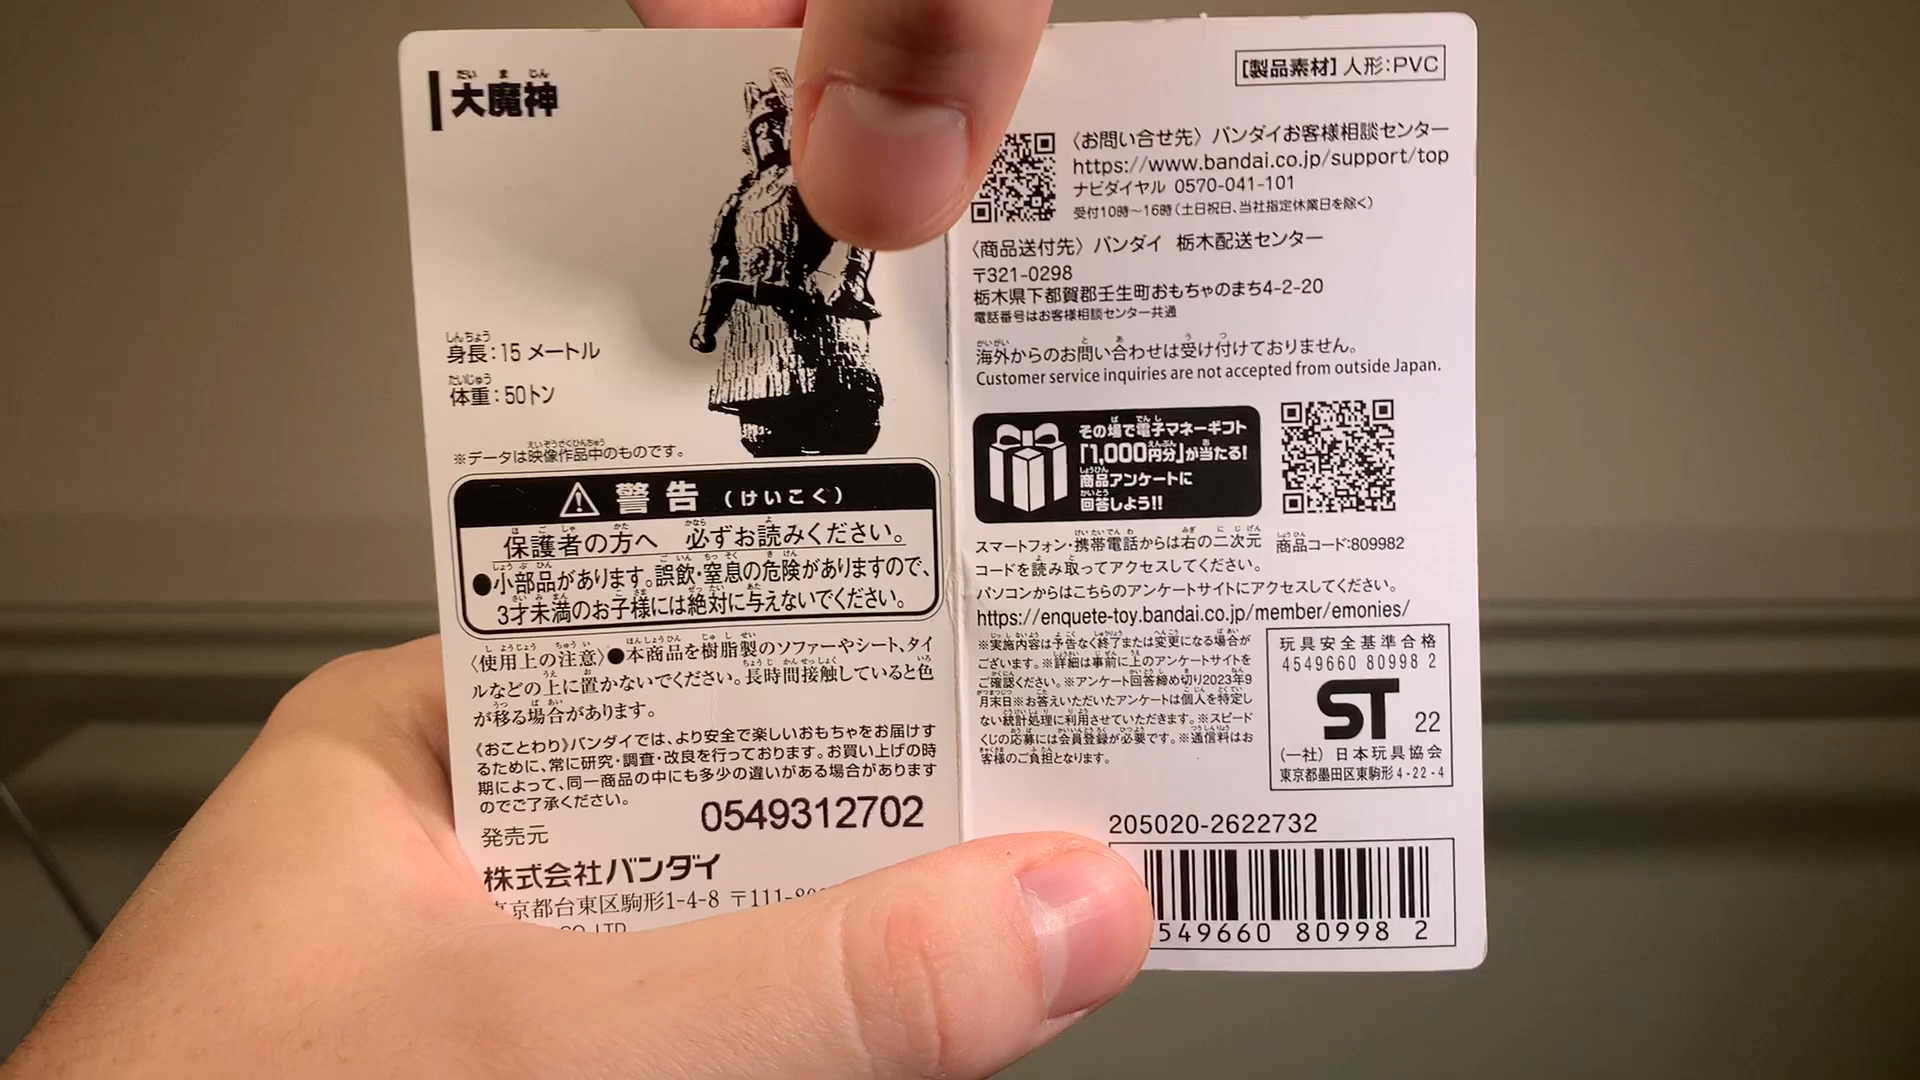 大魔神
身長：15 メートル
体重：50トン
※データは映像作品中のものです。
警告（けいこく）
保護者の方へ 必ずお読みください。
●小部品があります。誤飲・窒息の危険がありますので、
3才未満のお子様には絶対に与えないでください。
〈使用上の注意〉●本商品を樹脂製のソファーやシート、タイ
ルなどの上に置かないでください。長時間接触していると色
が移る場合があります。
《おことわり》バンダイでは、より安全で楽しいおもちゃをお届けす
るために、常に研究・調査・改良を行っております。お買い上げの時
期によって、同一商品の中にも多少の違いがある場合があります
のでご了承ください。
0549312702
発売元
株式会社バンダイ
東京都台東区駒形1-4-8 〒111-
CO.,LTD.
[製品素材] 人形：PVC
〈お問い合せ先〉バンダイお客様相談センター
https://www.bandai.co.jp/support/top
ナビダイヤル 0570-041-101
受付10時～16時（土日祝日、当社指定休業日を除く）
〈商品送付先〉バンダイ 栃木配送センター
〒321-0298
栃木県下都賀郡壬生町おもちゃのまち4-2-20
電話番号はお客様相談センター共通
海外からのお問い合わせは受け付けておりません。
Customer service inquiries are not accepted from outside Japan.
その場で電子マネーギフト
「1,000円分」が当たる！
商品アンケートに
回答しよう!!
スマートフォン・携帯電話からは右の二次元
コードを読み取ってアクセスしてください。
商品コード：809982
パソコンからはこちらのアンケートサイトにアクセスしてください。
https://enquete-toy.bandai.co.jp/member/emonies/
※実施内容は予告なく終了または変更になる場合が
ございます。※詳細は事前に上のアンケートサイトを
ご確認ください。※アンケート回答締め切り2023年9
月末日※お答えいただいたアンケートは個人を特定し
ない統計処理に利用させていただきます。※スピード
くじの応募には会員登録が必要です。※通信料はお
客様のご負担となります。
玩具安全基準合格
4549660 80998 2
ST 22
（一社）日本玩具協会
東京都墨田区東駒形4-22-4
205020-2622732
549660 80998 2